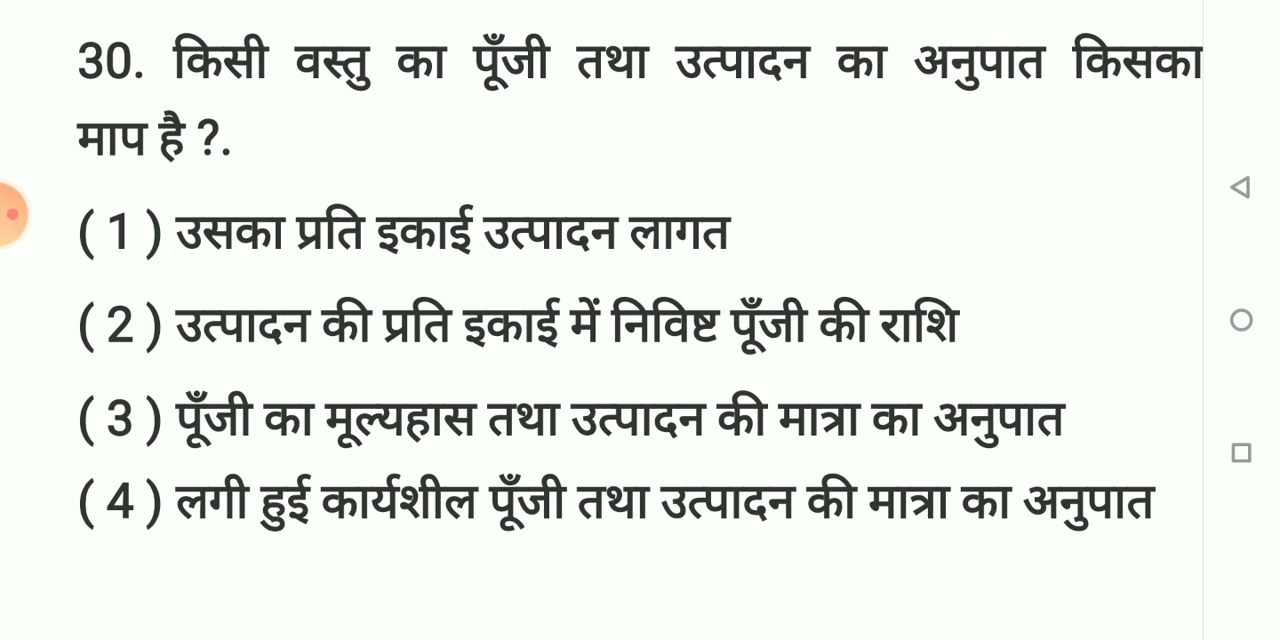 30. किसी वस्तु का पूँजी तथा उत्पादन का अनुपात किसका
माप है ?.
( 1 ) उसका प्रति इकाई उत्पादन लागत
( 2 ) उत्पादन की प्रति इकाई में निविष्ट पूँजी की राशि
( 3 ) पूँजी का मूल्यहास तथा उत्पादन की मात्रा का अनुपात
( 4 ) लगी हुई कार्यशील पूँजी तथा उत्पादन की मात्रा का अनुपात